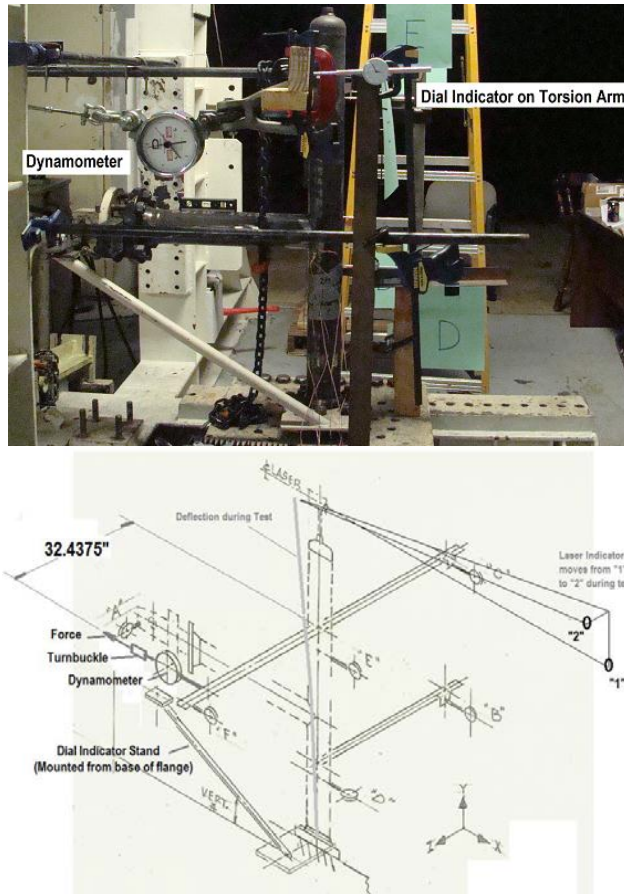 E
Dial Indicator on Torsion Arm
Dynamometer
D
℄ LASER
Deflection during Test
32.4375"
Laser Indicator
moves from "1"
to "2" during te
"C"
"A"
Force
Turnbuckle
Dynamometer
"E"
"2"
"1"
"F"
"B"
Dial Indicator Stand
(Mounted from base of flange)
"D"
VERT.
Y
Z
X